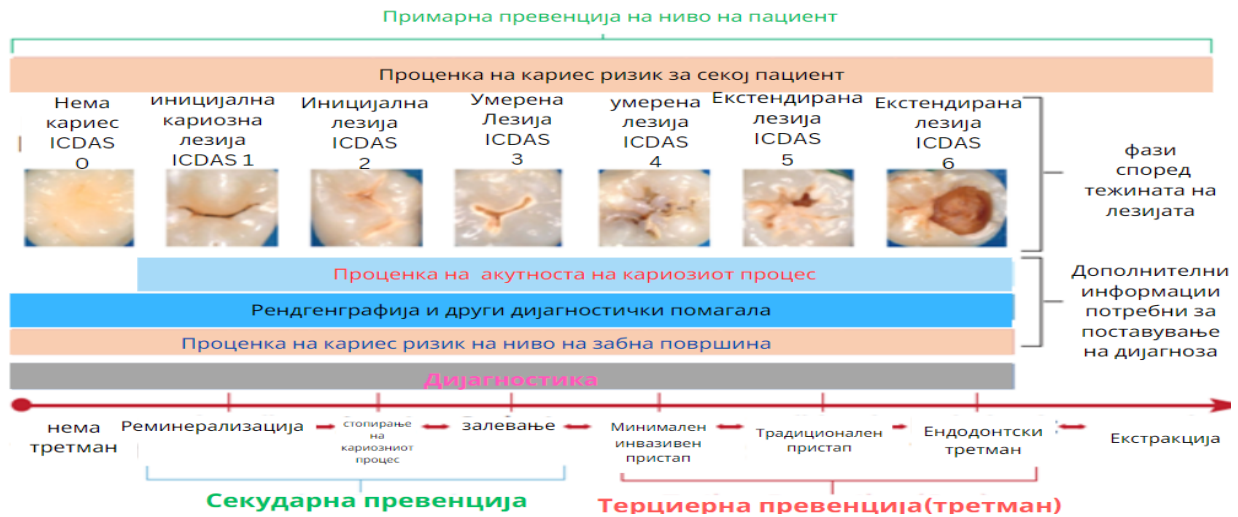 Примарна превенција на ниво на пациент
Проценка на кариес ризик за секој пациент
Нема
кариес
ICDAS
0
иницијална
кариозна
лезија
ICDAS 1
Иницијална
лезија
ICDAS
2
Умерена
Лезија
ICDAS
3
умерена
лезија
ICDAS
4
Екстендирана
лезија
ICDAS
5
Екстендирана
лезија
ICDAS
6
фази
според
тежината на
лезијата
Проценка на акутноста на кариозиот процес
Рендгенграфија и други дијагностички помагала
Проценка на кариес ризик на ниво на забна површина
Дополнителни
информации
потребни за
поставување
на дијагноза
Дијагностика
нема
третман
Реминерализација
стопирање
на
кариозниот
процес
залевање
Минимален
инвазивен
пристап
Традиционален
пристап
Ендодонтски
третман
Екстракција
Секударна превенција
Терциерна превенција(третман)